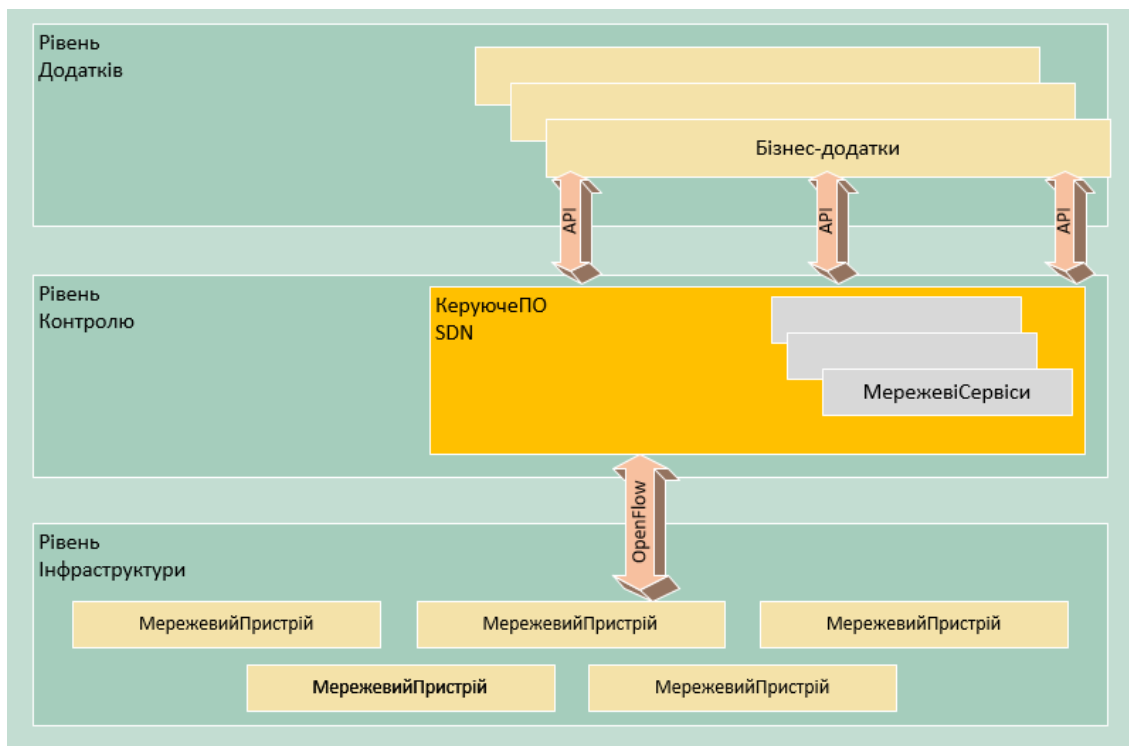 Рівень
Додатків
Бізнес-додатки
API
API
API
Рівень
Контролю
КеруючеПО
SDN
МережевіСервіси
OpenFlow
Рівень
Інфраструктури
МережевийПристрій
МережевийПристрій
МережевийПристрій
МережевийПристрій
МережевийПристрій